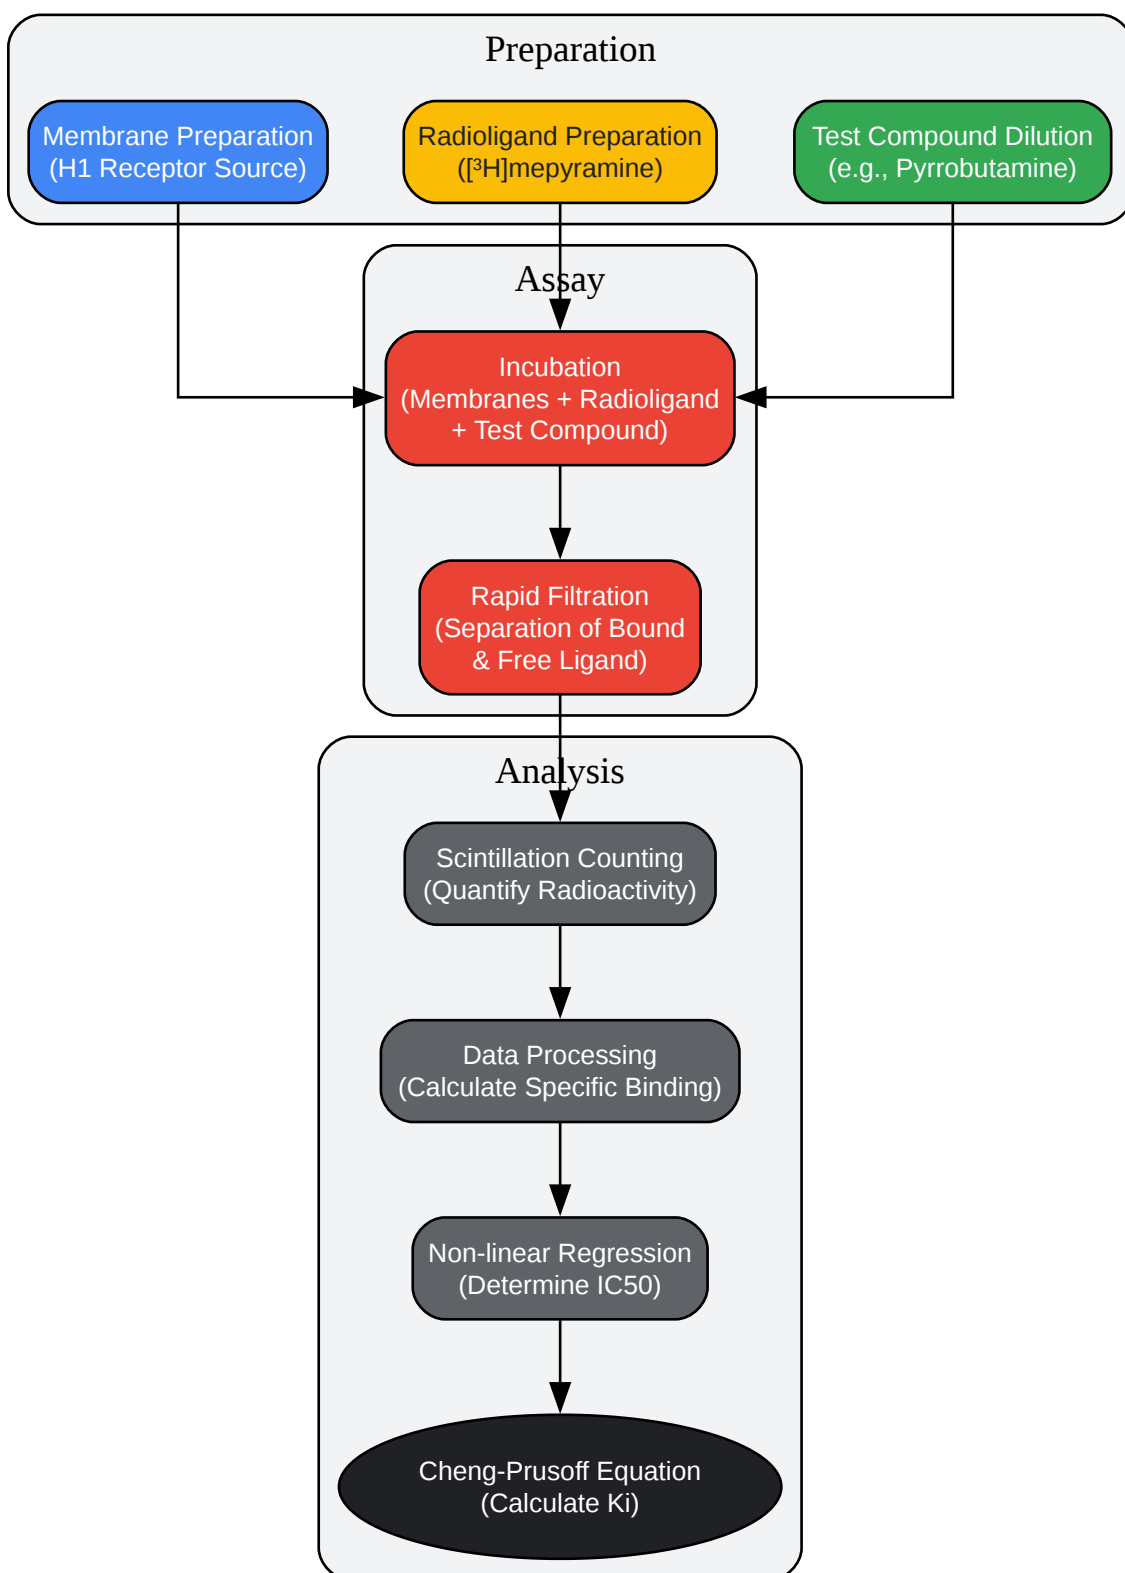 Preparation
Membrane Preparation
(H1 Receptor Source)
Radioligand Preparation
([³H]mepyramine)
Test Compound Dilution
(e.g., Pyrrobutamine)
Assay
Incubation
(Membranes + Radioligand
+ Test Compound)
Rapid Filtration
(Separation of Bound
& Free Ligand)
Analysis
Scintillation Counting
(Quantify Radioactivity)
Data Processing
(Calculate Specific Binding)
Non-linear Regression
(Determine IC50)
Cheng-Prusoff Equation
(Calculate Ki)